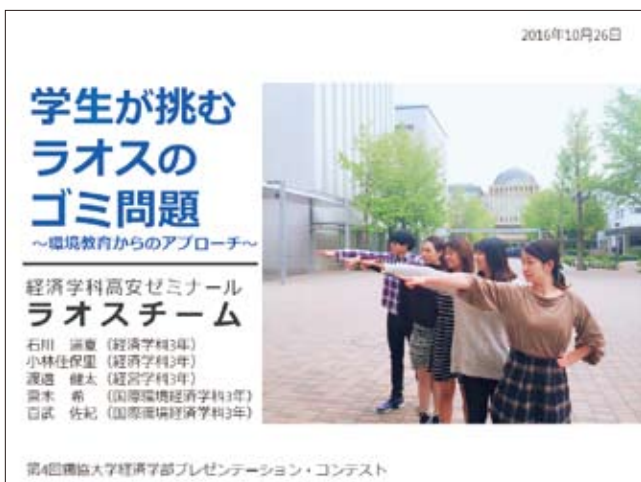 2016年10月26日
学生が挑む
ラオスの
ゴミ問題
～環境教育からのアプローチ～
経済学科高安ゼミナール
ラオスチーム
石川 夏（経済学科3年）
小林佳保里（経済学科3年）
渡邉 健太（経営学科3年）
木 希（国際環境経済学科3年）
百武 佐紀（国際環境経済学科3年）
第4回獨協大学経済学部プレゼンテーション・コンテスト